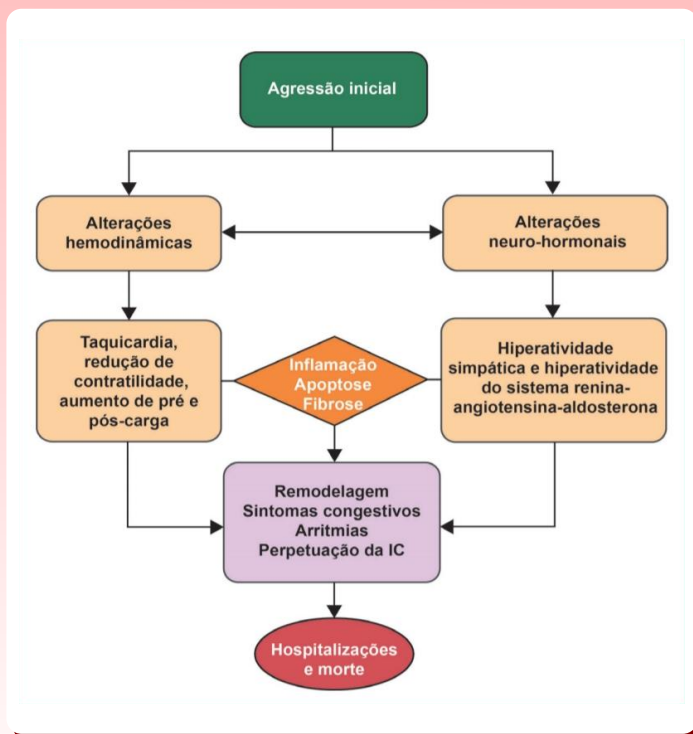 Agressão inicial
Alterações
hemodinâmicas
Alterações
neuro-hormonais
Taquicardia,
redução de
contratilidade,
aumento de pré e
pós-carga
Inflamação
Apoptose
Fibrose
Hiperatividade
simpática e hiperatividade
do sistema renina-
angiotensina-aldosterona
Remodelagem
Sintomas congestivos
Arritmias
Perpetuação da IC
Hospitalizações
e morte